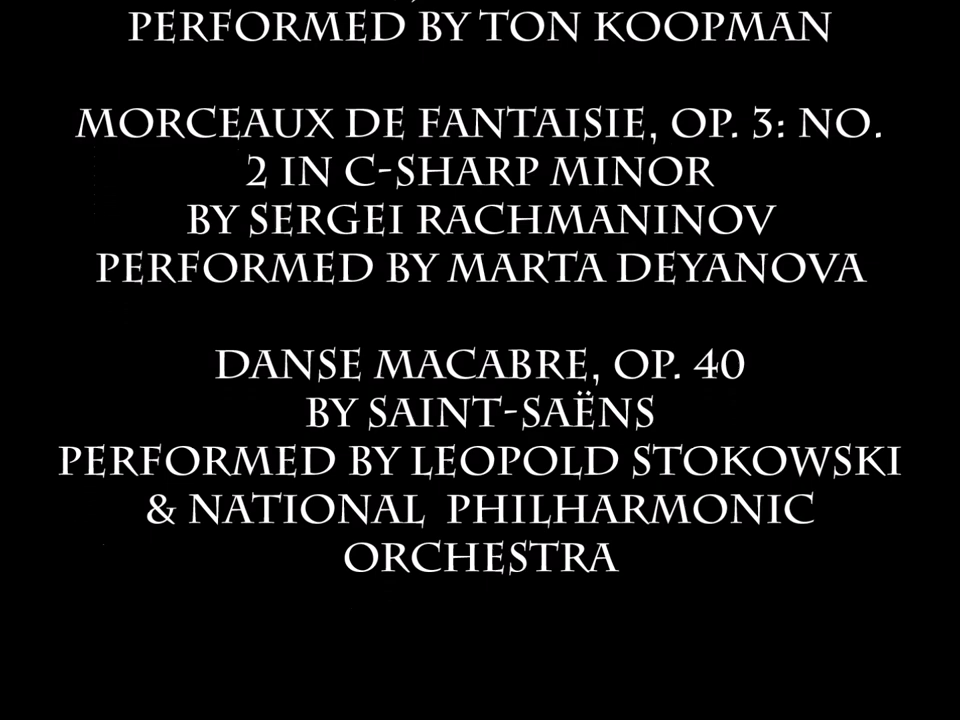 PERFORMED BY TON KOOPMAN
MORCEAUX DE FANTAISIE, OP. 3: NO.
2 IN C-SHARP MINOR
BY SERGEI RACHMANINOV
PERFORMED BY MARTA DEYANOVA
DANSE MACABRE, OP. 40
BY SAINT-SAËNS
PERFORMED BY LEOPOLD STOKOWSKI
& NATIONAL PHILHARMONIC
ORCHESTRA